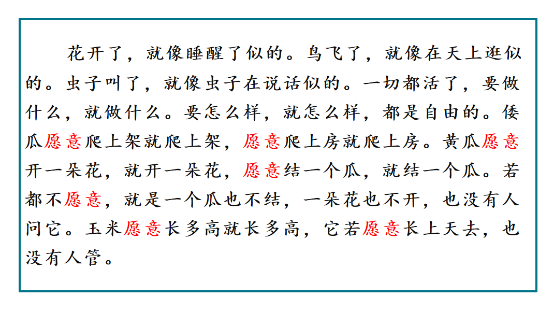 花开了，就像睡醒了似的。鸟飞了，就像在天上逛似
的。虫子叫了，就像虫子在说话似的。一切都活了，要做
什么，就做什么。要怎么样，就怎么样，都是自由的。倭
瓜愿意爬上架就爬上架，愿意爬上房就爬上房。黄瓜愿意
开一朵花，就开一朵花，愿意结一个瓜，就结一个瓜。若
都不愿意，就是一个瓜也不结，一朵花也不开，也没有人
问它。玉米愿意长多高就长多高，它若愿意长上天去，也
没有人管。